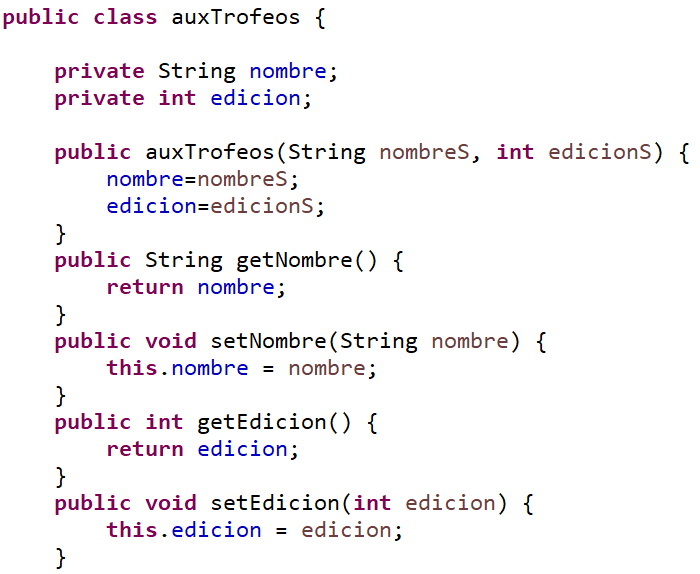 public class auxTrofeos {
private String nombre;
private int edicion;
public auxTrofeos(String nombreS, int edicionS) {
nombre=nombreS;
edicion=edicionS;
}
public String getNombre() {
return nombre;
}
public void setNombre(String nombre) {
this.nombre = nombre;
}
public int getEdicion() {
return edicion;
}
public void setEdicion(int edicion) {
this.edicion = edicion;
}